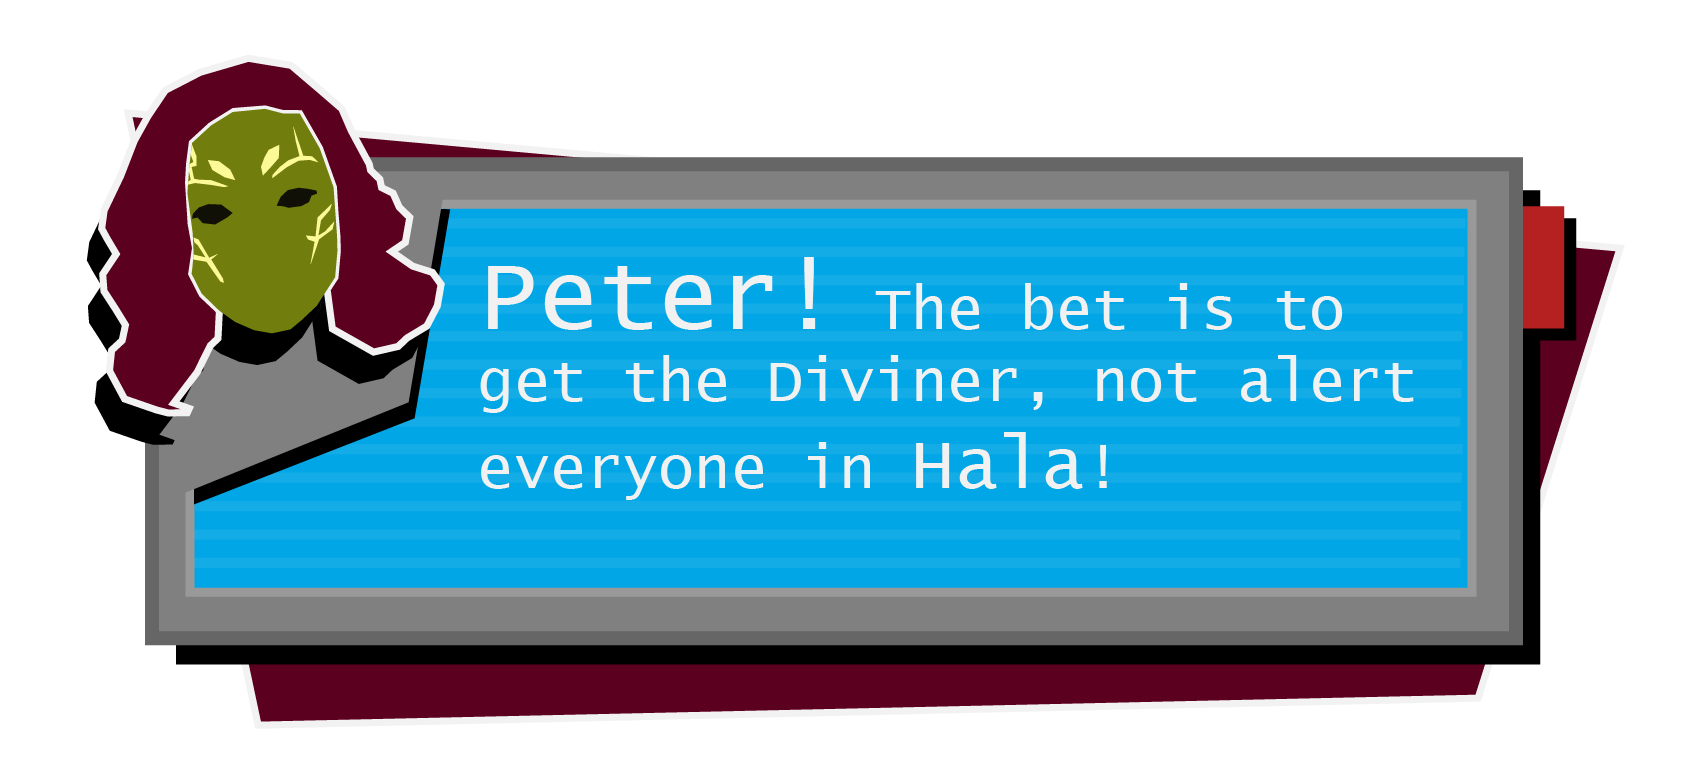 Peter! The bet is to
get the Diviner, not alert
everyone in Hala!